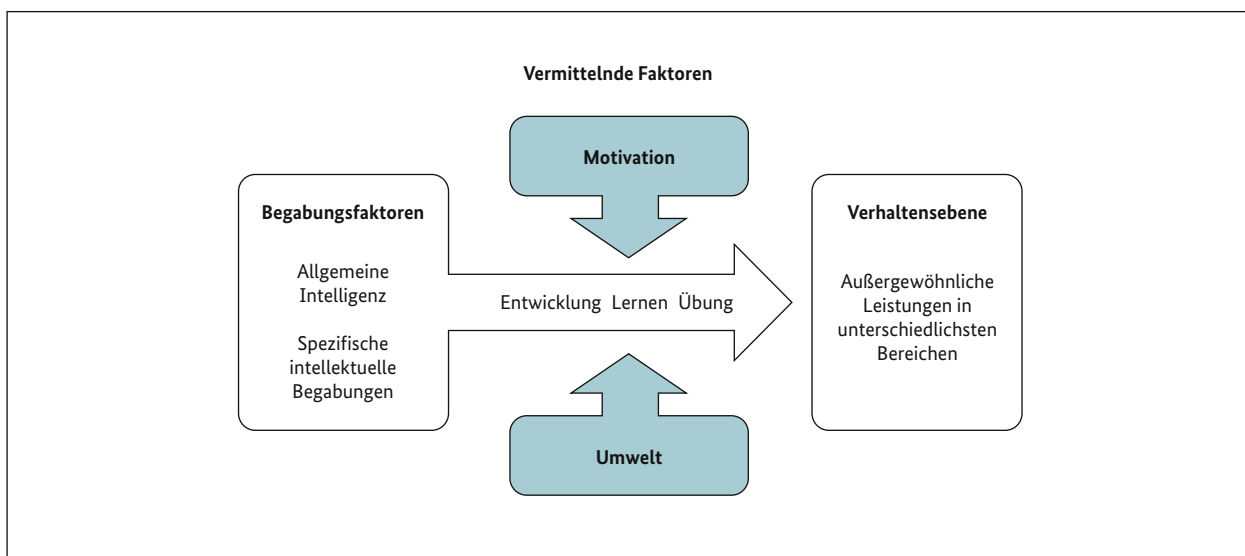 Vermittelnde Faktoren
Motivation
Begabungsfaktoren
Allgemeine
Intelligenz
Spezifische
intellektuelle
Begabungen
Entwicklung Lernen Übung
Verhaltensebene
Außergewöhnliche
Leistungen in
unterschiedlichsten
Bereichen
Umwelt